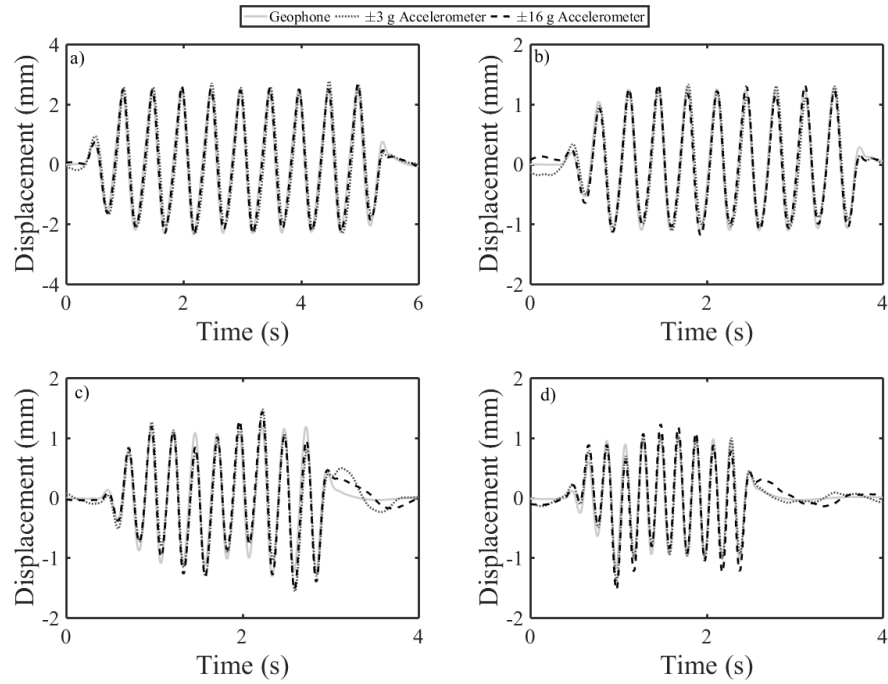 Geophone ±3 g Accelerometer ±16 g Accelerometer
a)
Displacement (mm)
4
2
0
-2
-4
0 2 4 6
Time (s)
b)
Displacement (mm)
2
1
0
-1
-2
0 2 4
Time (s)
c)
Displacement (mm)
2
1
0
-1
-2
0 2 4
Time (s)
d)
Displacement (mm)
2
1
0
-1
-2
0 2 4
Time (s)